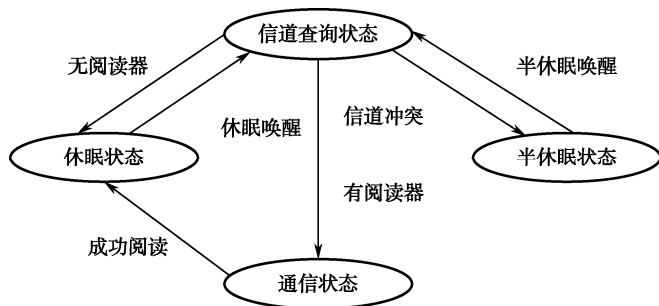 信道查询状态
无阅读器
半休眠唤醒
休眠唤醒
信道冲突
休眠状态
半休眠状态
有阅读器
成功阅读
通信状态